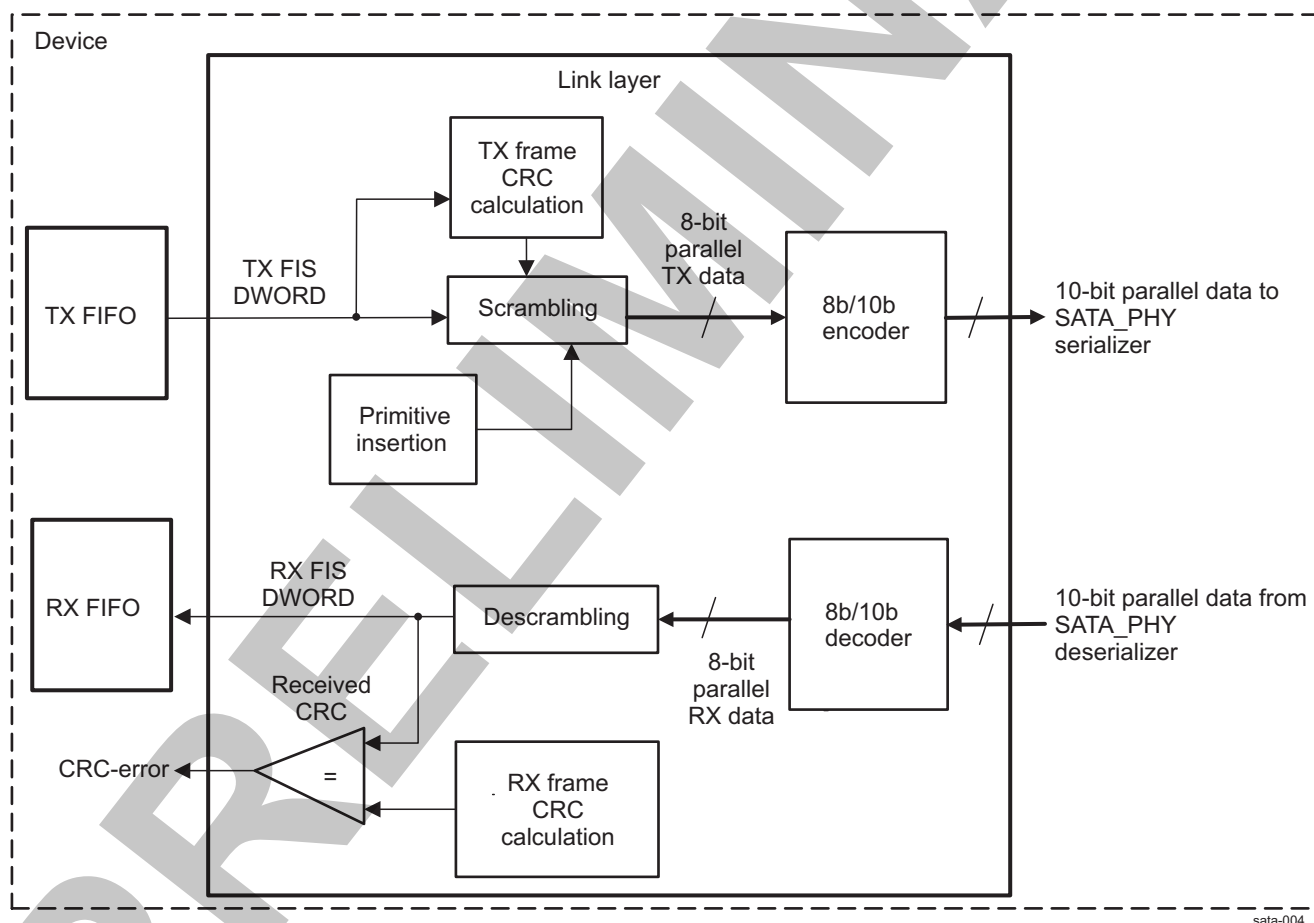 Device
Link layer
TX frame
CRC
calculation
8-bit
parallel
TX data
TX FIFO
TX FIS
DWORD
Scrambling
8b/10b
encoder
10-bit parallel data to
SATA_PHY
serializer
Primitive
insertion
RX FIFO
RX FIS
DWORD
Descrambling
8b/10b
decoder
10-bit parallel data from
SATA_PHY
deserializer
8-bit
parallel
RX data
Received
CRC
CRC-error
=
RX frame
CRC
calculation
sata-004
PRELIMINA